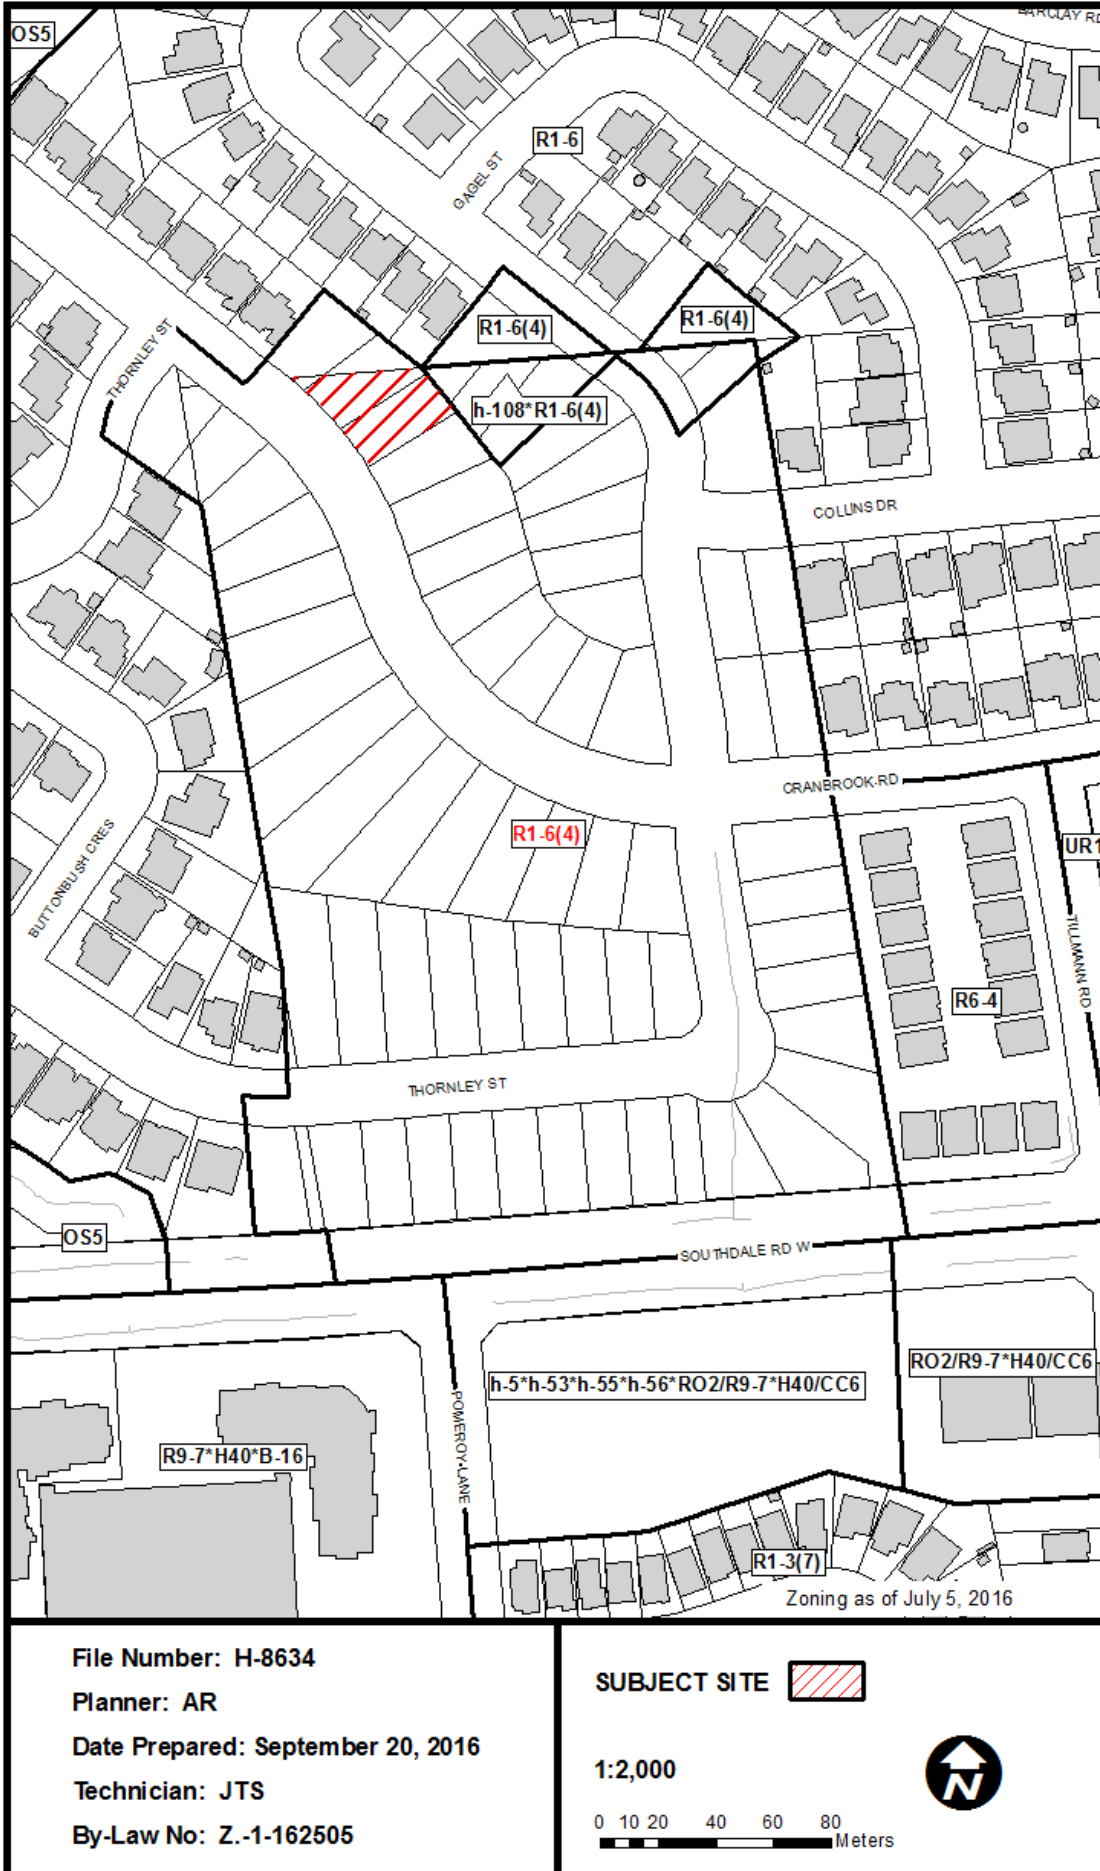 OS5
BARCLAY RD
R1-6
GAGEL ST
R1-6(4)
R1-6(4)
THORNLEY ST
h-108*R1-6(4)
COLLINS DR
CRANBROOK RD
R1-6(4)
UR1
BUTTONBUSH CRES
TILLMANN RD
R6-4
THORNLEY ST
OS5
SOUTHDALE RD W
RO2/R9-7*H40/CC6
h-5*h-53*h-55*h-56*RO2/R9-7*H40/CC6
POMEROY LANE
R9-7*H40*B-16
R1-3(7)
Zoning as of July 5, 2016
File Number: H-8634
Planner: AR
Date Prepared: September 20, 2016
Technician: JTS
By-Law No: Z.-1-162505
SUBJECT SITE
1:2,000
N
0 10 20 40 60 80
Meters